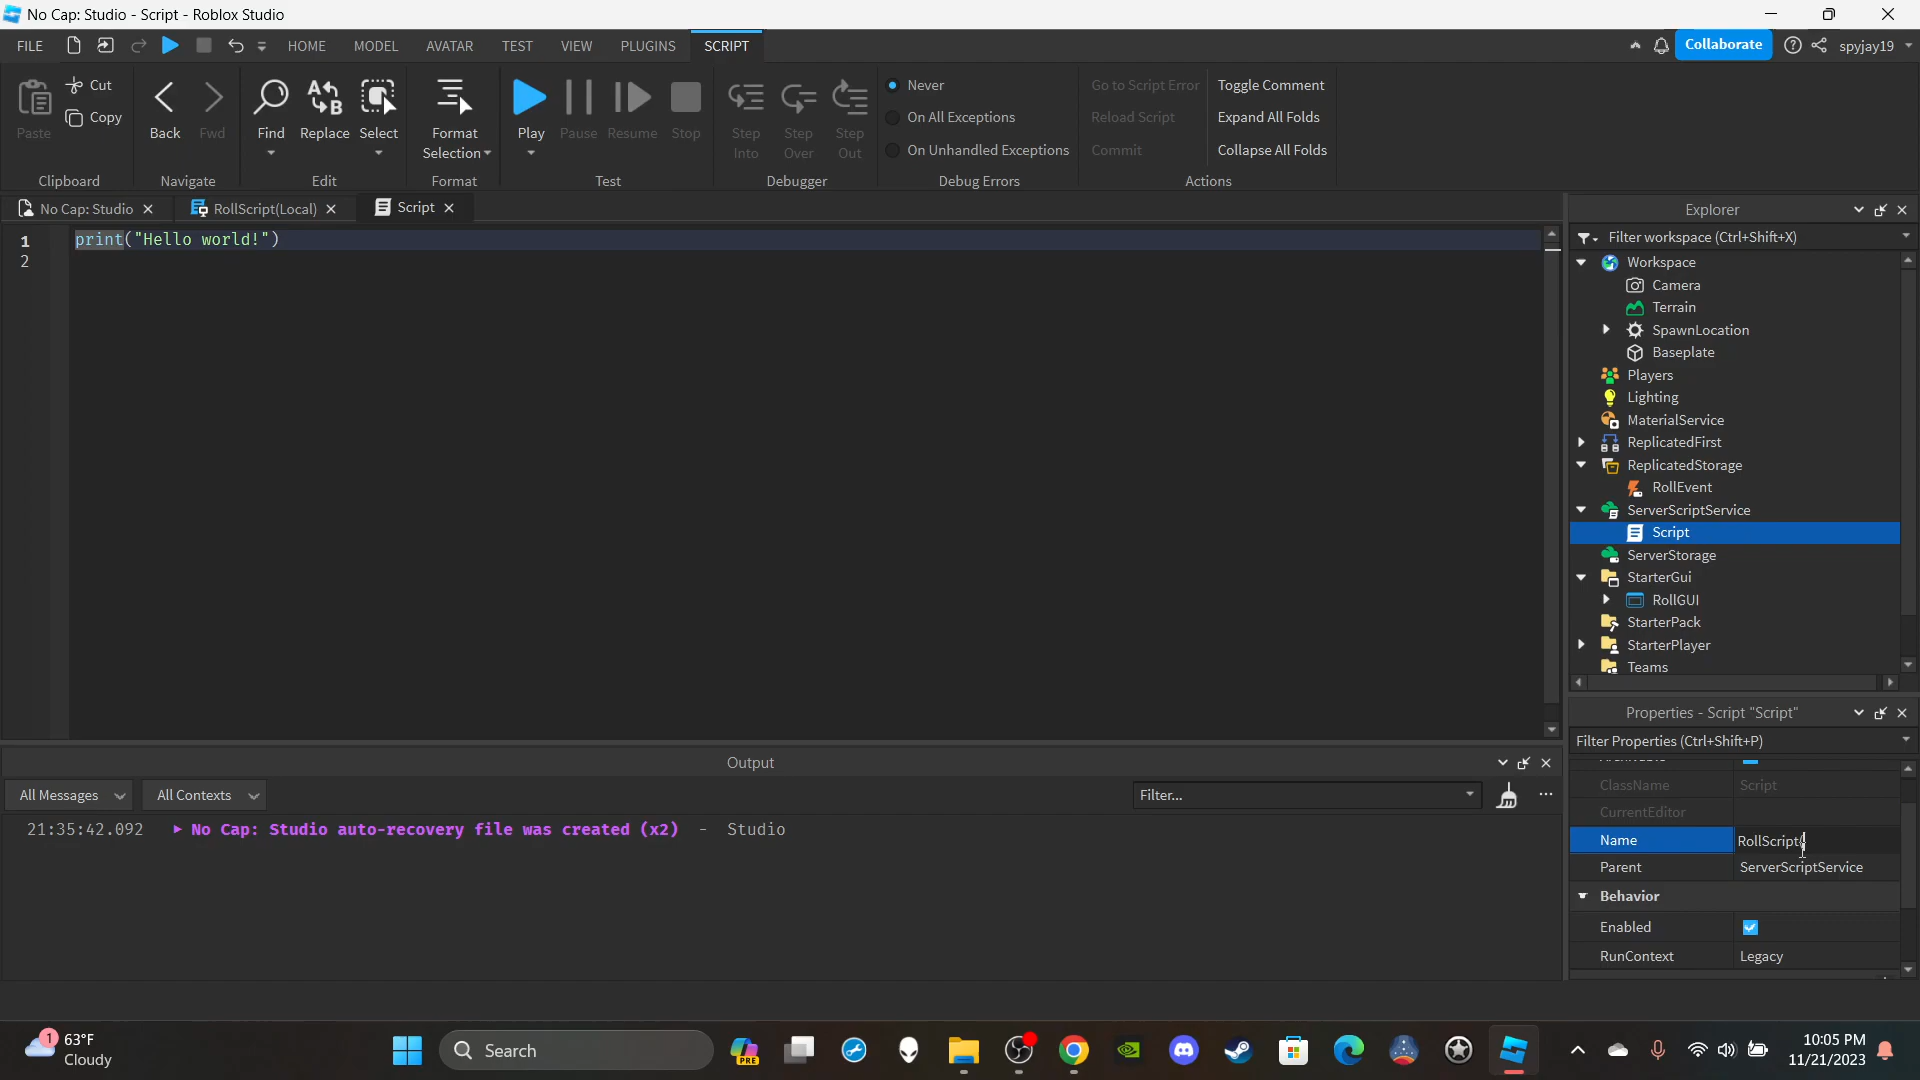 No Cap: Studio - Script - Roblox Studio
FILE HOME MODEL AVATAR TEST VIEW PLUGINS SCRIPT Collaborate spyjay19
Paste Cut Copy Back Fwd Find Replace Select Format Selection Play Pause Resume Stop Step Into Step Over Step Out
Never
On All Exceptions
On Unhandled Exceptions
Go to Script Error
Reload Script
Commit
Toggle Comment
Expand All Folds
Collapse All Folds
Clipboard Navigate Edit Format Test Debugger Debug Errors Actions
No Cap: Studio RollScript(Local) Script
1 print("Hello world!")
2
Explorer
Filter workspace (Ctrl+Shift+X)
Workspace
Camera
Terrain
SpawnLocation
Baseplate
Players
Lighting
MaterialService
ReplicatedFirst
ReplicatedStorage
RollEvent
ServerScriptService
Script
ServerStorage
StarterGui
RollGUI
StarterPack
StarterPlayer
Teams
Properties - Script "Script"
Filter Properties (Ctrl+Shift+P)
ClassName Script
CurrentEditor
Name RollScript(
Parent ServerScriptService
Behavior
Enabled
RunContext Legacy
Output
All Messages All Contexts Filter...
21:35:42.092 No Cap: Studio auto-recovery file was created (x2) - Studio
1 63°F
Cloudy
Search
PRE
10:05 PM
11/21/2023